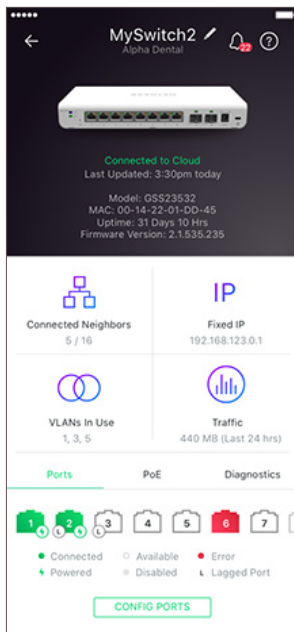 MySwitch2
22
?
Alpha Dental
NETGEAR
Connected to Cloud
Last Updated: 3:30pm today
Model: GSS23532
MAC: 00-14-22-01-DD-45
Uptime: 31 Days 10 Hrs
Firmware Version: 2.1.535.235
IP
Connected Neighbors
Fixed IP
5 / 16
192.168.123.0.1
VLANs In Use
Traffic
1, 3, 5
440 MB (Last 24 hrs)
Ports PoE Diagnostics
1 2 3 4 5 6 7
L L
Connected Available Error
Powered Disabled L Lagged Port
CONFIG PORTS